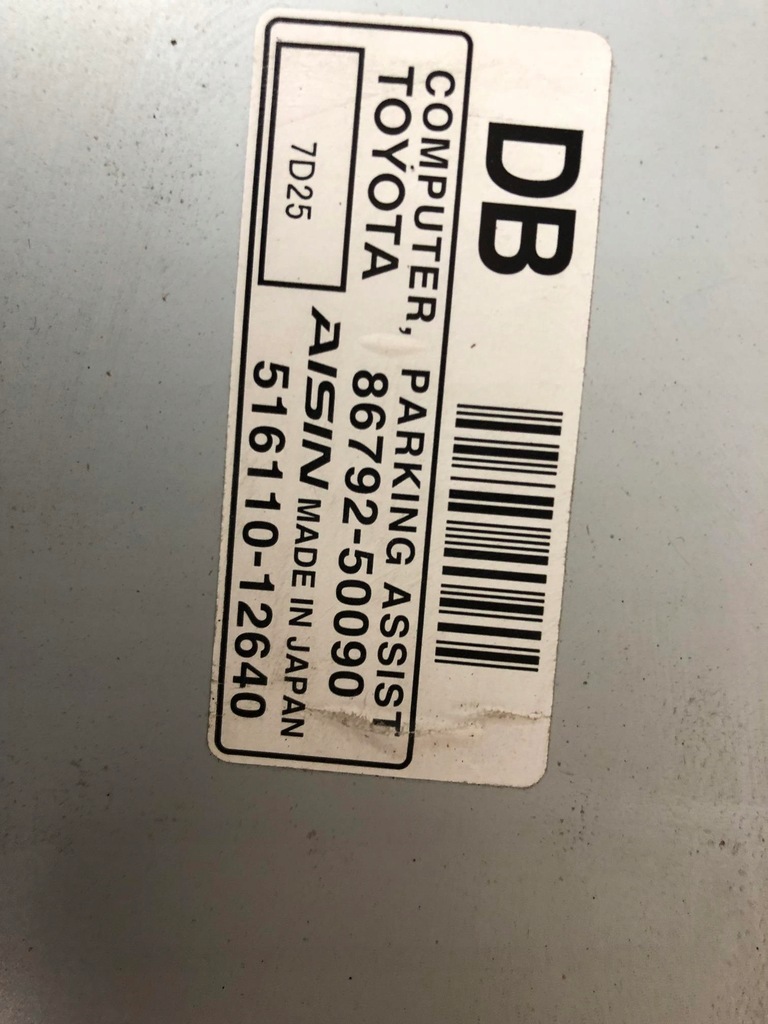 DB
COMPUTER, PARKING ASSIST
TOYOTA 86792-50090
7D25 AISIN MADE IN JAPAN
516110-12640